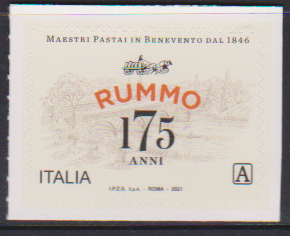 MAESTRI PASTAI IN BENEVENTO DAL 1846
RUMMO
175
ANNI
ITALIA
A
I.P.Z.S. S.p.A. - ROMA - 2021